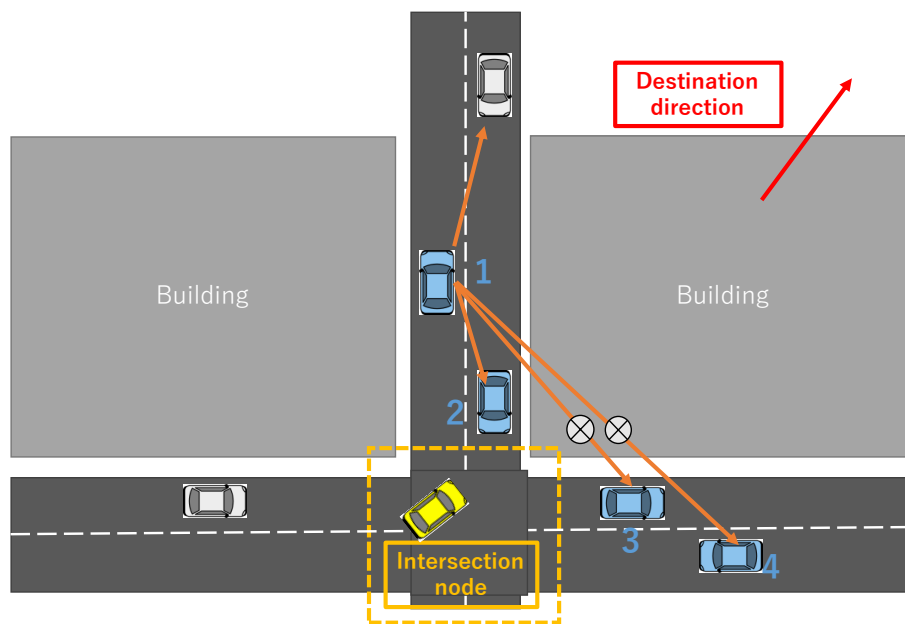 Destination
direction
1
Building
Building
2
3
4
Intersection
node